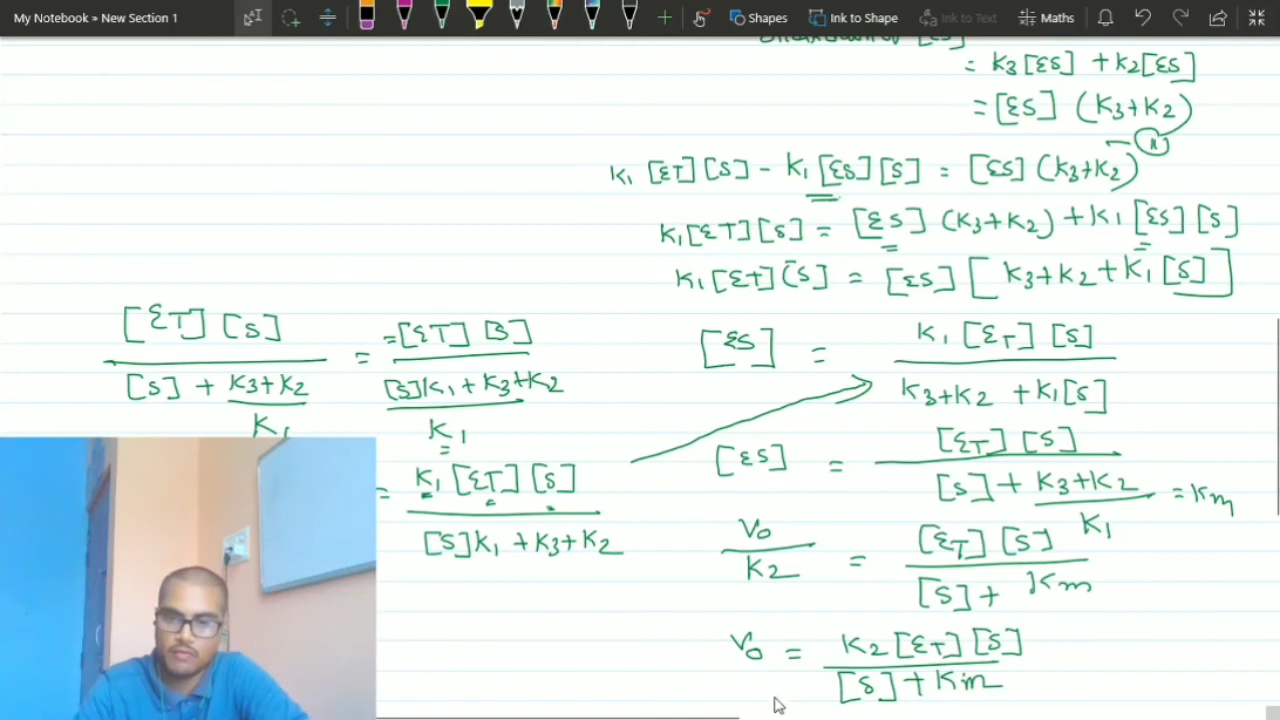 My Notebook » New Section 1
Shapes
Ink to Shape
Ink to Text
Maths
= K3[ES] + K2[ES]
= [ES] (K3+K2)
K1 [ET] [S] - K1 [ES] [S] = [ES] (K3+K2)
K1 [ET] [S] = [ES] (K3+K2) + K1 [ES] [S]
K1 [ET] [S] = [ES] [K3+K2+K1 [S]]
[ES] = K1 [ET] [S]
K3+K2 + K1[S]
[ES] = [ET] [S]
[S] + K3+K2 = Km
K1
V0 = [ET] [S]
K2 [S] + Km
V0 = K2 [ET] [S]
[S] + Km
[ET] [S] = =[ET] [S]
[S] + K3+K2 [S]K1 + K3+K2
K1 K1
= K1 [ET] [S]
[S]K1 + K3+K2